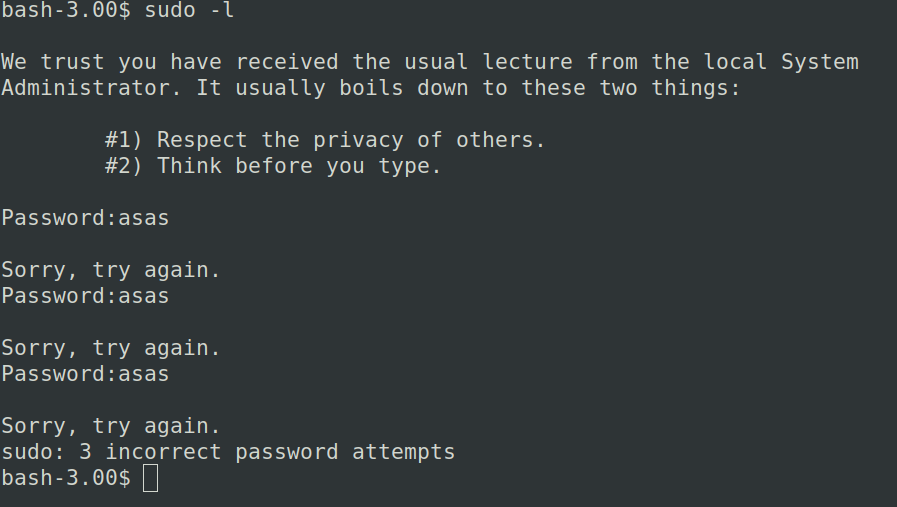 bash-3.00$ sudo -l
We trust you have received the usual lecture from the local System
Administrator. It usually boils down to these two things:
#1) Respect the privacy of others.
#2) Think before you type.
Password:asas
Sorry, try again.
Password:asas
Sorry, try again.
Password:asas
Sorry, try again.
sudo: 3 incorrect password attempts
bash-3.00$